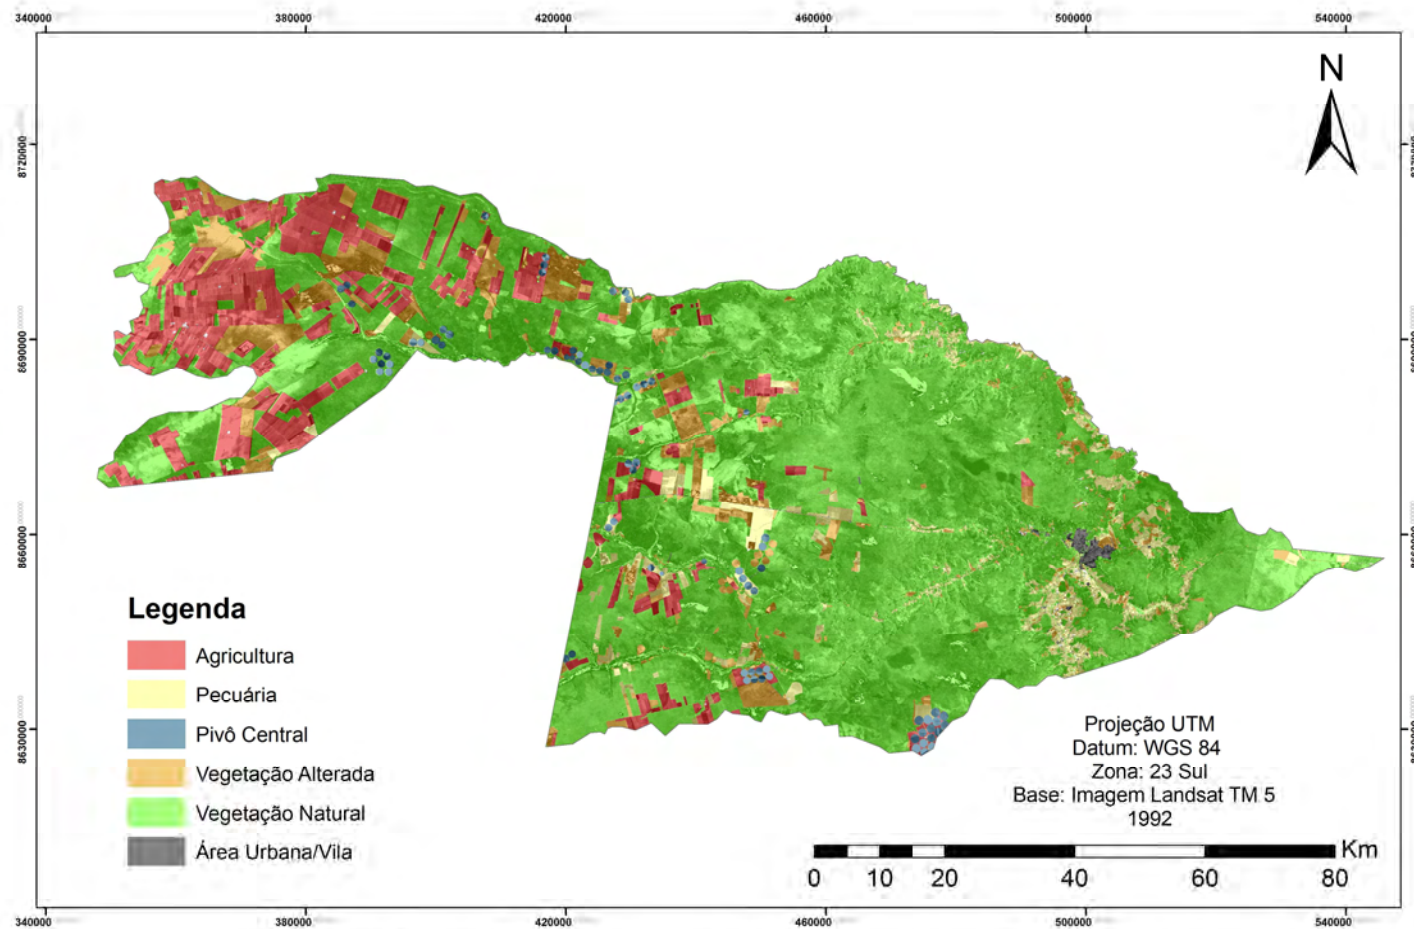 340000 380000 420000 460000 500000 540000
N
8720000
8690000
8660000
8630000
Legenda
Agricultura
Pecuária
Pivô Central
Vegetação Alterada
Vegetação Natural
Área Urbana/Vila
Projeção UTM
Datum: WGS 84
Zona: 23 Sul
Base: Imagem Landsat TM 5
1992
Km
0 10 20 40 60 80
340000 380000 420000 460000 500000 540000